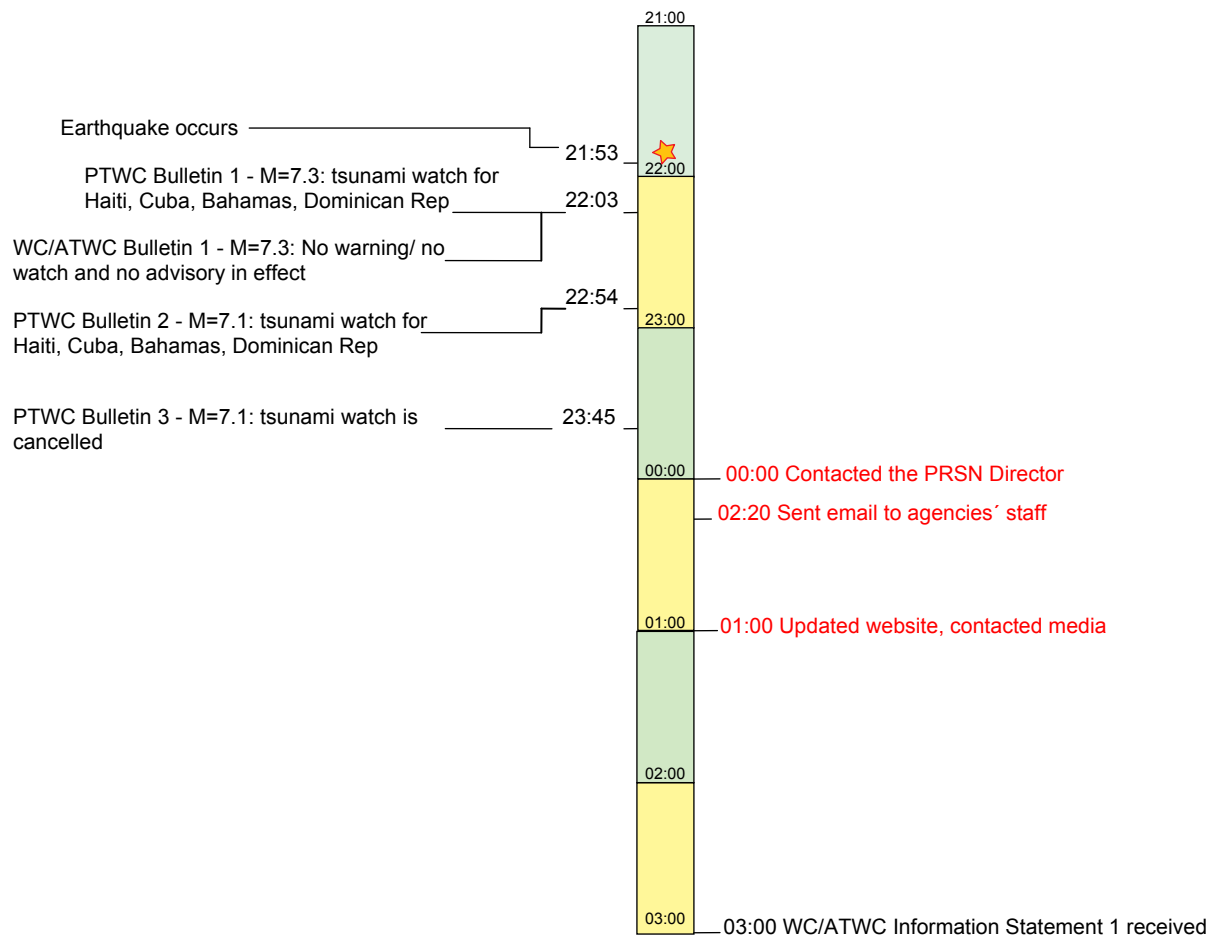 21:00
Earthquake occurs
21:53
22:00
PTWC Bulletin 1 - M=7.3: tsunami watch for
Haiti, Cuba, Bahamas, Dominican Rep
22:03
WC/ATWC Bulletin 1 - M=7.3: No warning/ no
watch and no advisory in effect
22:54
PTWC Bulletin 2 - M=7.1: tsunami watch for
Haiti, Cuba, Bahamas, Dominican Rep
23:00
PTWC Bulletin 3 - M=7.1: tsunami watch is
cancelled
23:45
00:00
00:00 Contacted the PRSN Director
02:20 Sent email to agencies´ staff
01:00
01:00 Updated website, contacted media
02:00
03:00
03:00 WC/ATWC Information Statement 1 received